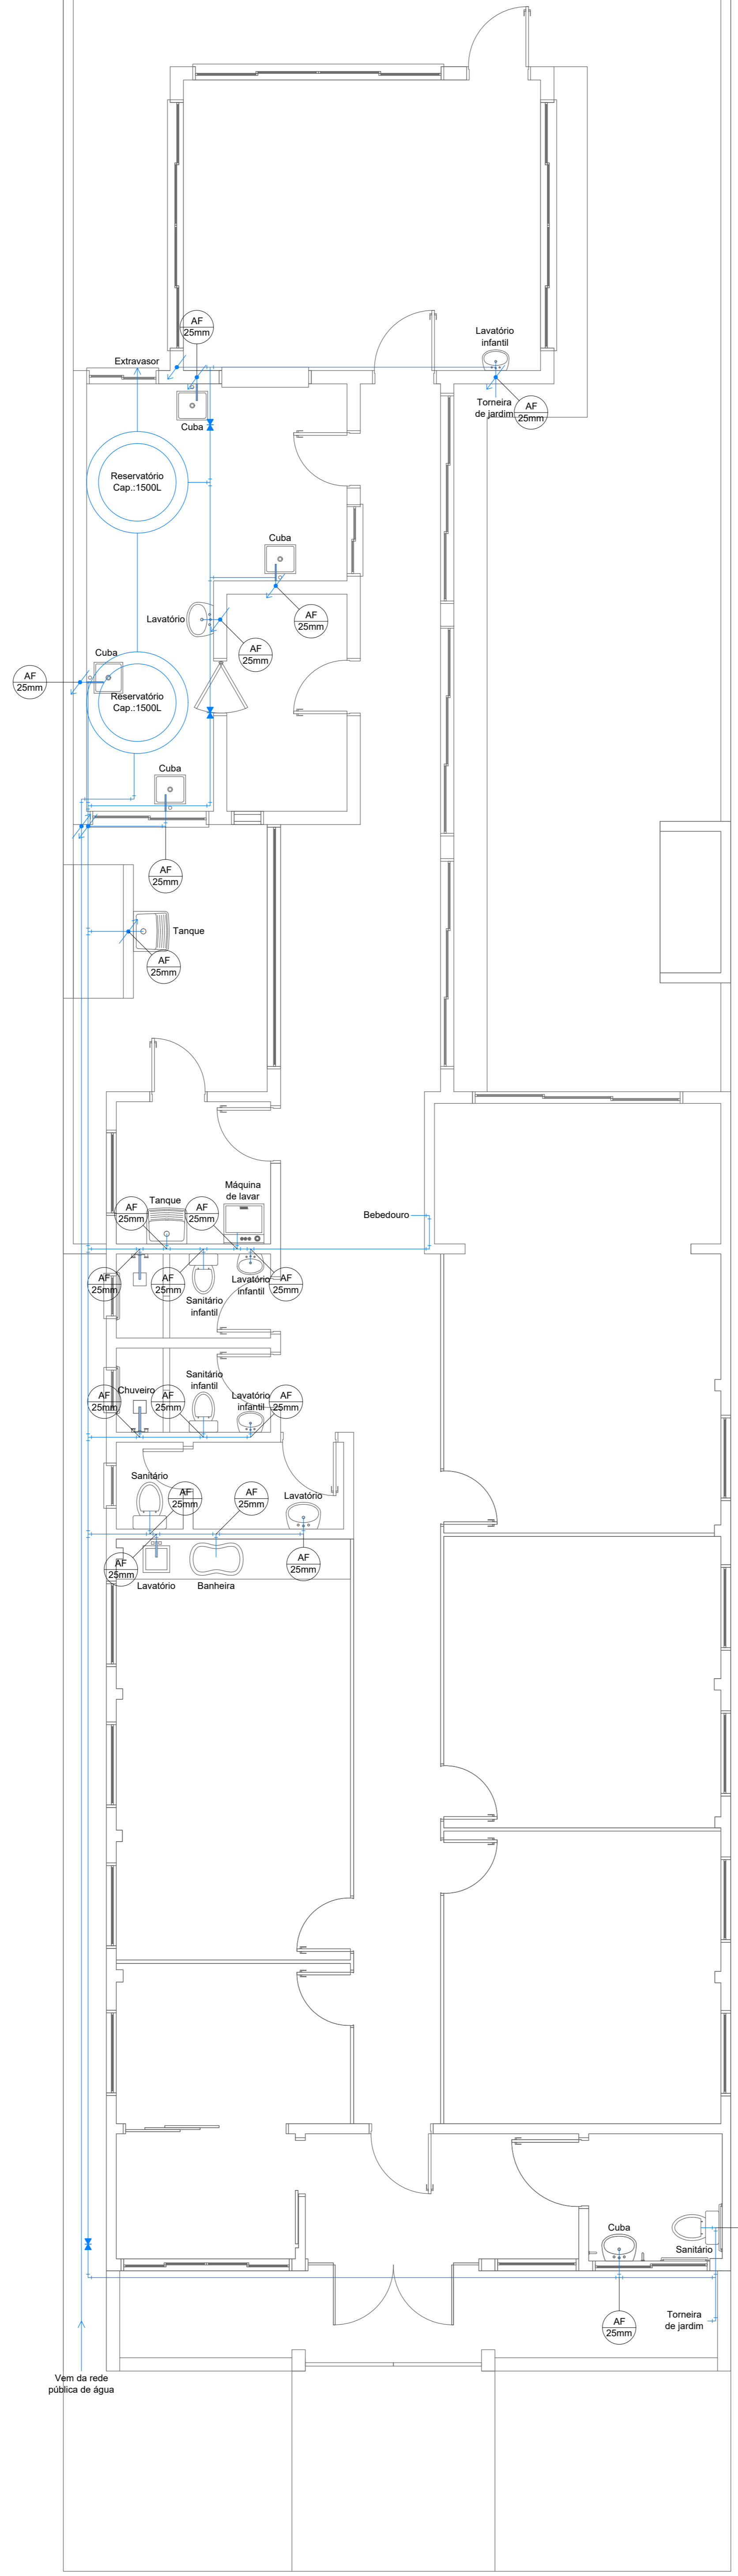 AF
25mm
Lavatório
infantil
Extravasor
Torneira
de jardim
AF
25mm
Cuba
Reservatório
Cap.:1500L
Cuba
Lavatório
AF
25mm
AF
25mm
Cuba
AF
25mm
Reservatório
Cap.:1500L
Cuba
AF
25mm
Tanque
AF
25mm
Máquina
de lavar
Tanque
AF
25mm
AF
25mm
Bebedouro
AF
25mm
AF
25mm
Lavatório
infantil
AF
25mm
Sanitário
infantil
Sanitário
infantil
Chuveiro
Lavatório
infantil
AF
25mm
AF
25mm
AF
25mm
Sanitário
AF
25mm
AF
25mm
Lavatório
AF
25mm
AF
25mm
Lavatório
Banheira
Cuba
Sanitário
AF
25mm
Torneira
de jardim
Vem da rede
pública de água